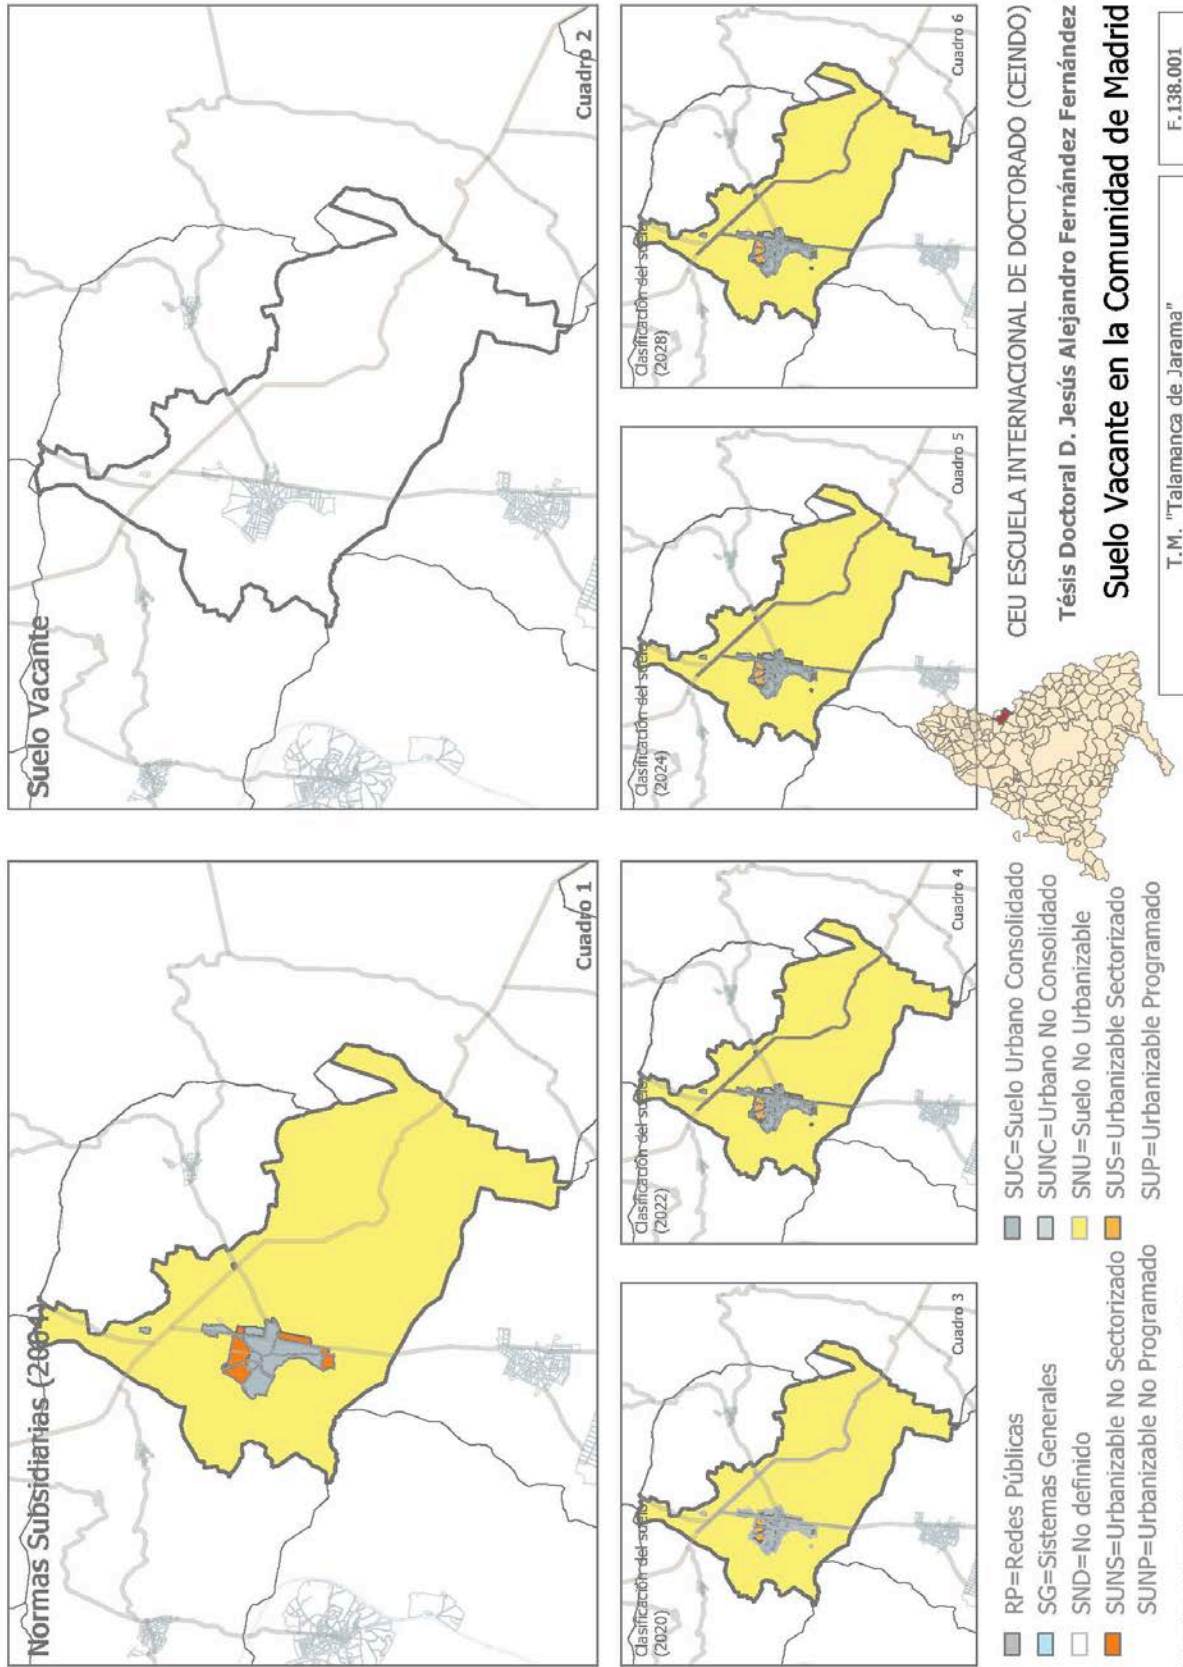 Normas Subsidiarias (2004)
Cuadro 1
Suelo Vacante
Cuadro 2
Clasificación del suelo
(2020)
Cuadro 3
Clasificación del suelo
(2022)
Cuadro 4
Clasificación del suelo
(2024)
Cuadro 5
Clasificación del suelo
(2028)
Cuadro 6
RP=Redes Públicas
SG=Sistemas Generales
SND=No definido
SUNS=Urbanizable No Sectorizado
SUNP=Urbanizable No Programado
SUC=Suelo Urbano Consolidado
SUNC=Urbano No Consolidado
SNU=Suelo No Urbanizable
SUS=Urbanizable Sectorizado
SUP=Urbanizable Programado
CEU ESCUELA INTERNACIONAL DE DOCTORADO (CEINDO)
Tésis Doctoral D. Jesús Alejandro Fernández Fernández
Suelo Vacante en la Comunidad de Madrid
T.M. "Talamanca de Jarama"
F.138.001